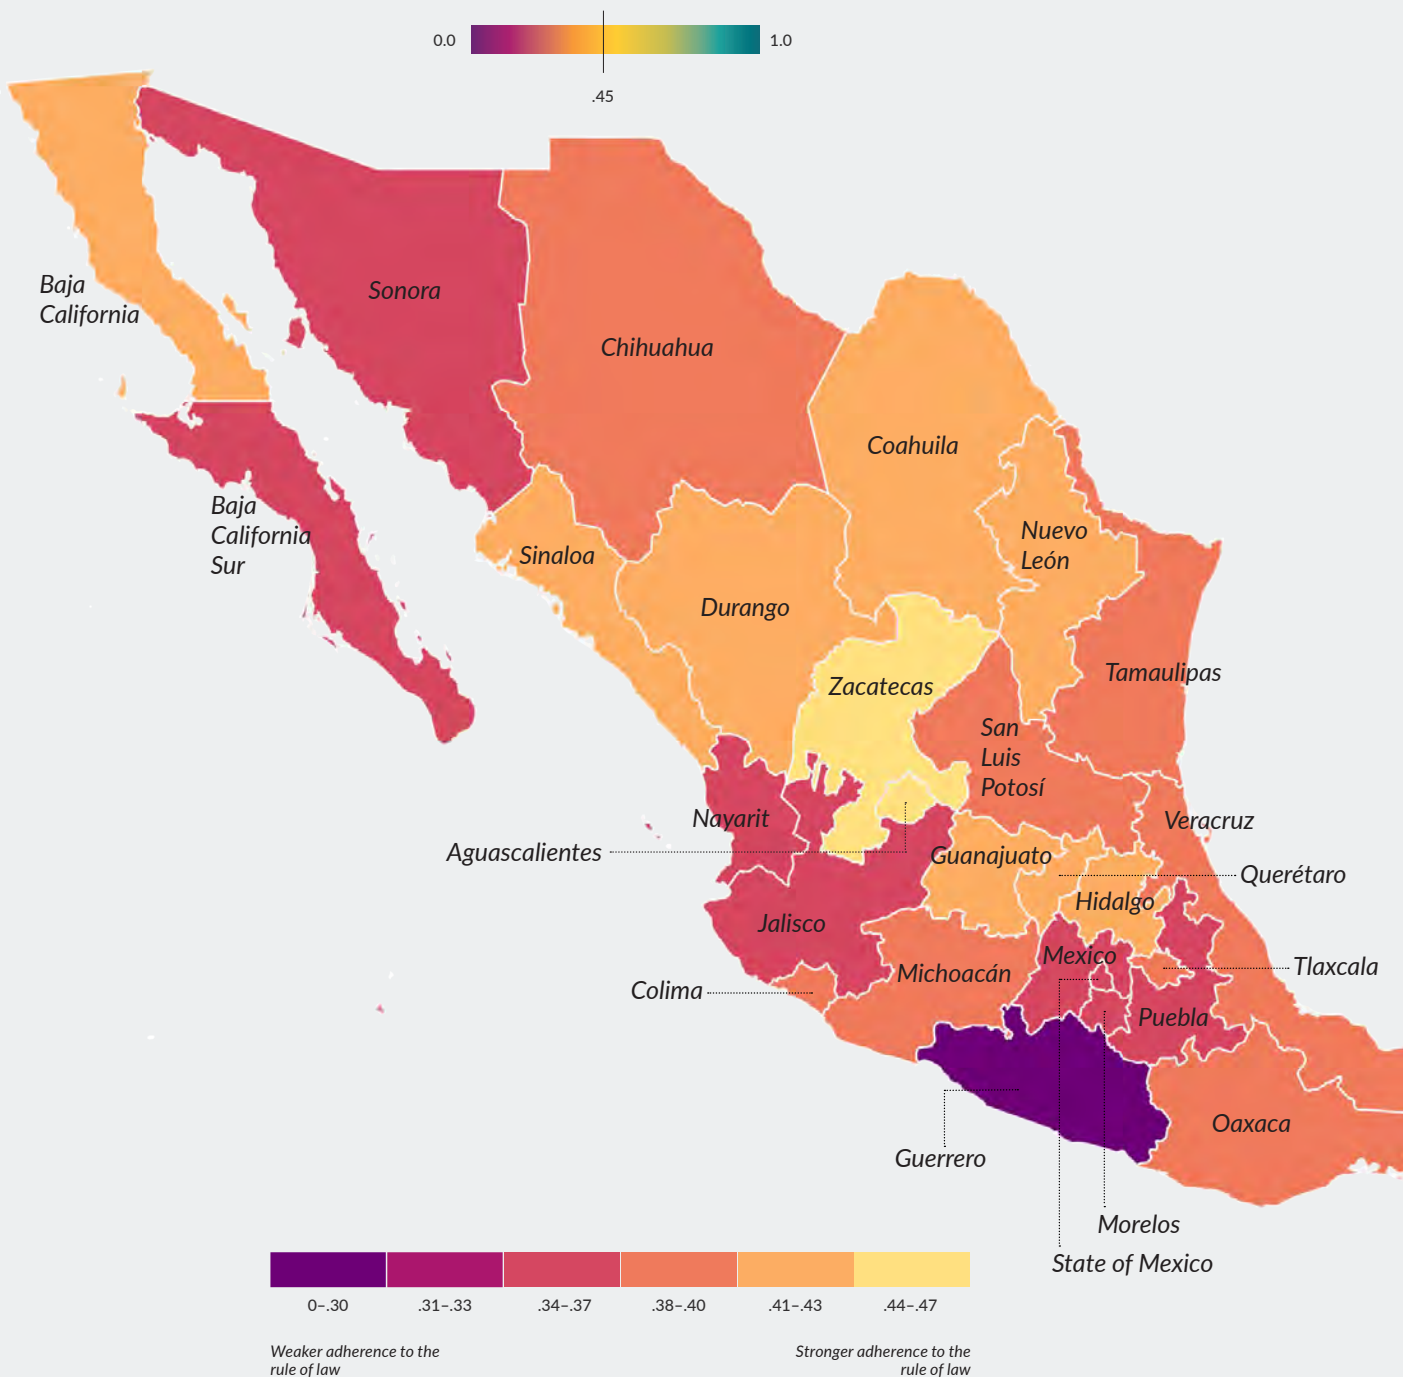 0.0
1.0
.45
Baja
California
Sonora
Chihuahua
Coahuila
Baja
California
Sur
Nuevo
León
Sinaloa
Durango
Tamaulipas
Zacatecas
San
Luis
Potosí
Nayarit
Veracruz
Aguascalientes
Guanajuato
Querétaro
Hidalgo
Jalisco
Mexico
Tlaxcala
Michoacán
Colima
Puebla
Oaxaca
Guerrero
Morelos
State of Mexico
0–.30
.31–.33
.34–.37
.38–.40
.41–.43
.44–.47
Weaker adherence to the
rule of law
Stronger adherence to the
rule of law